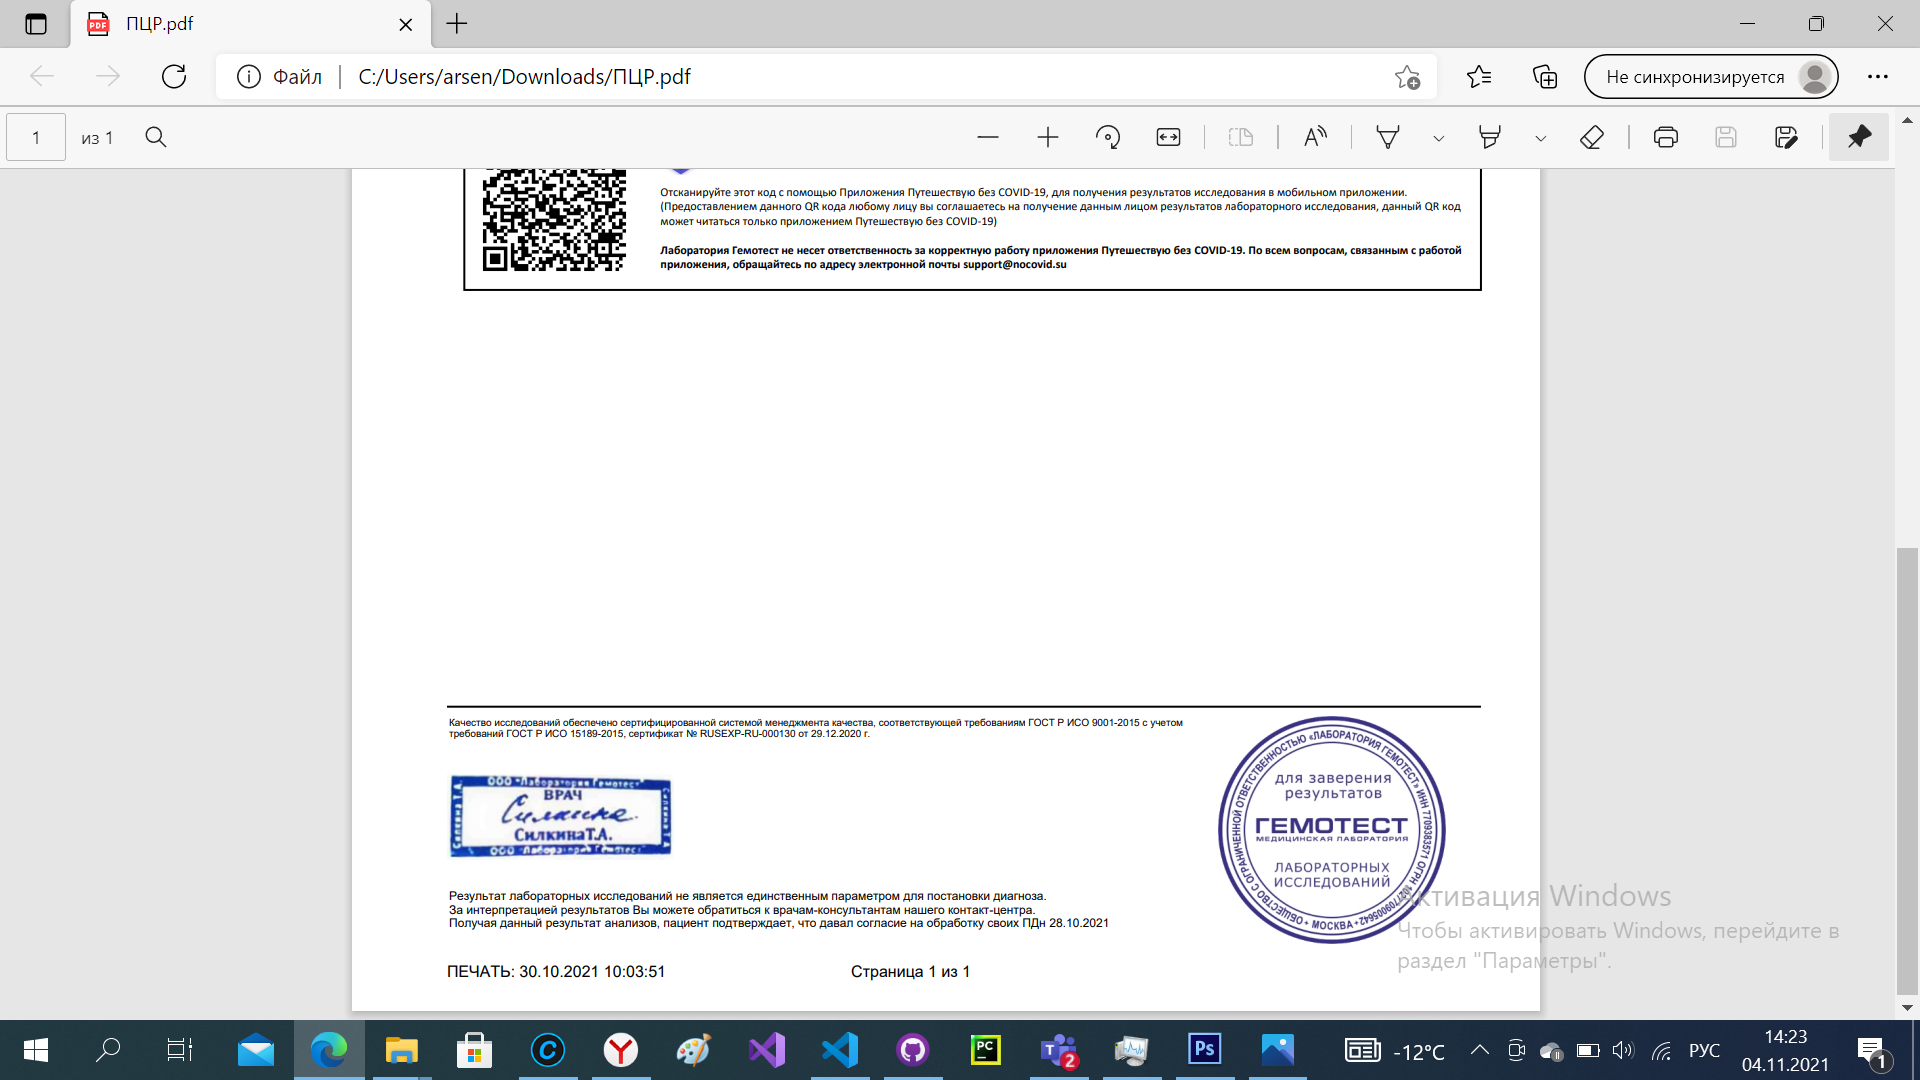 ПЦР.pdf
Файл
C:/Users/arsen/Downloads/ПЦР.pdf
Не синхронизируется
1
из 1
Отсканируйте этот код с помощью Приложения Путешествую без COVID-19, для получения результатов исследования в мобильном приложении.
(Предоставлением данного QR кода любому лицу вы соглашаетесь на получение данным лицом результатов лабораторного исследования, данный QR код
может читаться только приложением Путешествую без COVID-19)
Лаборатория Гемотест не несет ответственность за корректную работу приложения Путешествую без COVID-19. По всем вопросам, связанным с работой
приложения, обращайтесь по адресу электронной почты support@nocovid.su
Качество исследований обеспечено сертифицированной системой менеджмента качества, соответствующей требованиям ГОСТ Р ИСО 9001-2015 с учетом
требований ГОСТ Р ИСО 15189-2015, сертификат № RUSEXP-RU-000130 от 29.12.2020 г.
ООО "Лаборатория Гемотест"
Силкина Т.А.
ВРАЧ
Силкина
Силкина Т.А.
Силкина Т.А.
ООО "Лаборатория Гемотест"
ОБЩЕСТВО С ОГРАНИЧЕННОЙ ОТВЕТСТВЕННОСТЬЮ «ЛАБОРАТОРИЯ ГЕМОТЕСТ» ИНН 7709383571 ОГРН 1027709005642
МОСКВА
для заверения
результатов
ГЕМОТЕСТ
МЕДИЦИНСКАЯ ЛАБОРАТОРИЯ
ЛАБОРАТОРНЫХ
ИССЛЕДОВАНИЙ
Результат лабораторных исследований не является единственным параметром для постановки диагноза.
За интерпретацией результатов Вы можете обратиться к врачам-консультантам нашего контакт-центра.
Получая данный результат анализов, пациент подтверждает, что давал согласие на обработку своих ПДн 28.10.2021
Активация Windows
Чтобы активировать Windows, перейдите в
раздел "Параметры".
ПЕЧАТЬ: 30.10.2021 10:03:51
Страница 1 из 1
PC
2
Ps
-12°C
РУС
14:23
04.11.2021
1